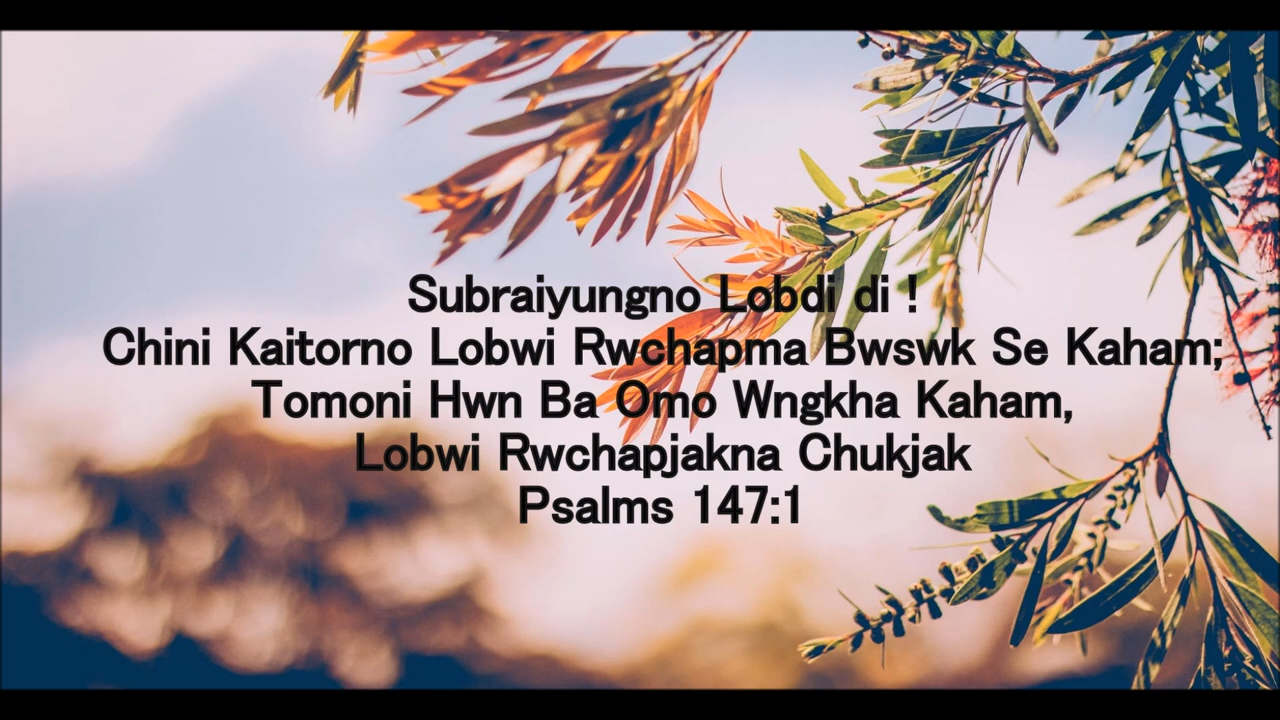 Subraiyungno Lobdi di !
Chini Kaitorno Lobwi Rwchapma Bwswk Se Kaham;
Tomoni Hwn Ba Omo Wngkha Kaham,
Lobwi Rwchapjakna Chukjak
Psalms 147:1